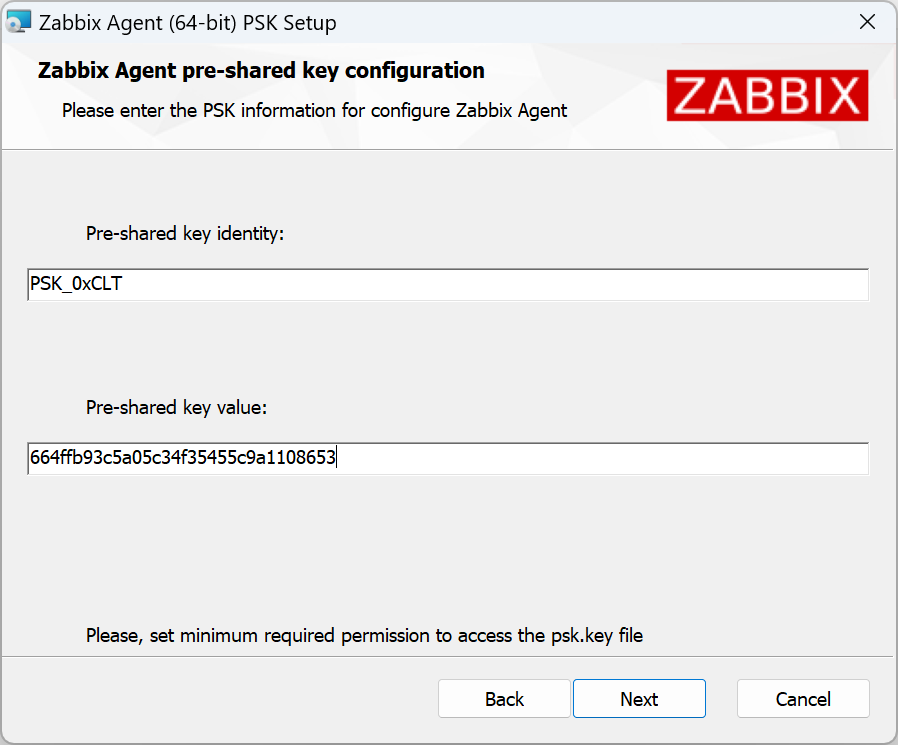 Zabbix Agent (64-bit) PSK Setup
Zabbix Agent pre-shared key configuration
Please enter the PSK information for configure Zabbix Agent
ZABBIX
Pre-shared key identity:
PSK_0xCLT
Pre-shared key value:
664ffb93c5a05c34f35455c9a1108653
Please, set minimum required permission to access the psk.key file
Back
Next
Cancel